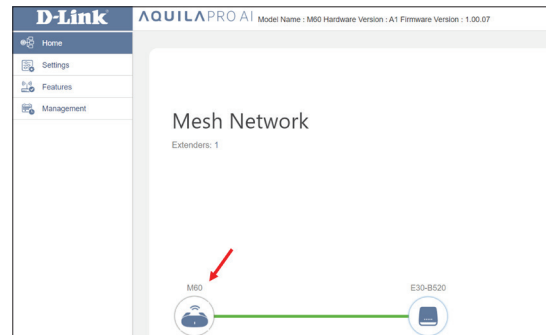 D-Link
AQUILA PRO AI Model Name : M60 Hardware Version : A1 Firmware Version : 1.00.07
Home
Settings
Features
Management
Mesh Network
Extenders: 1
M60 E30-B520